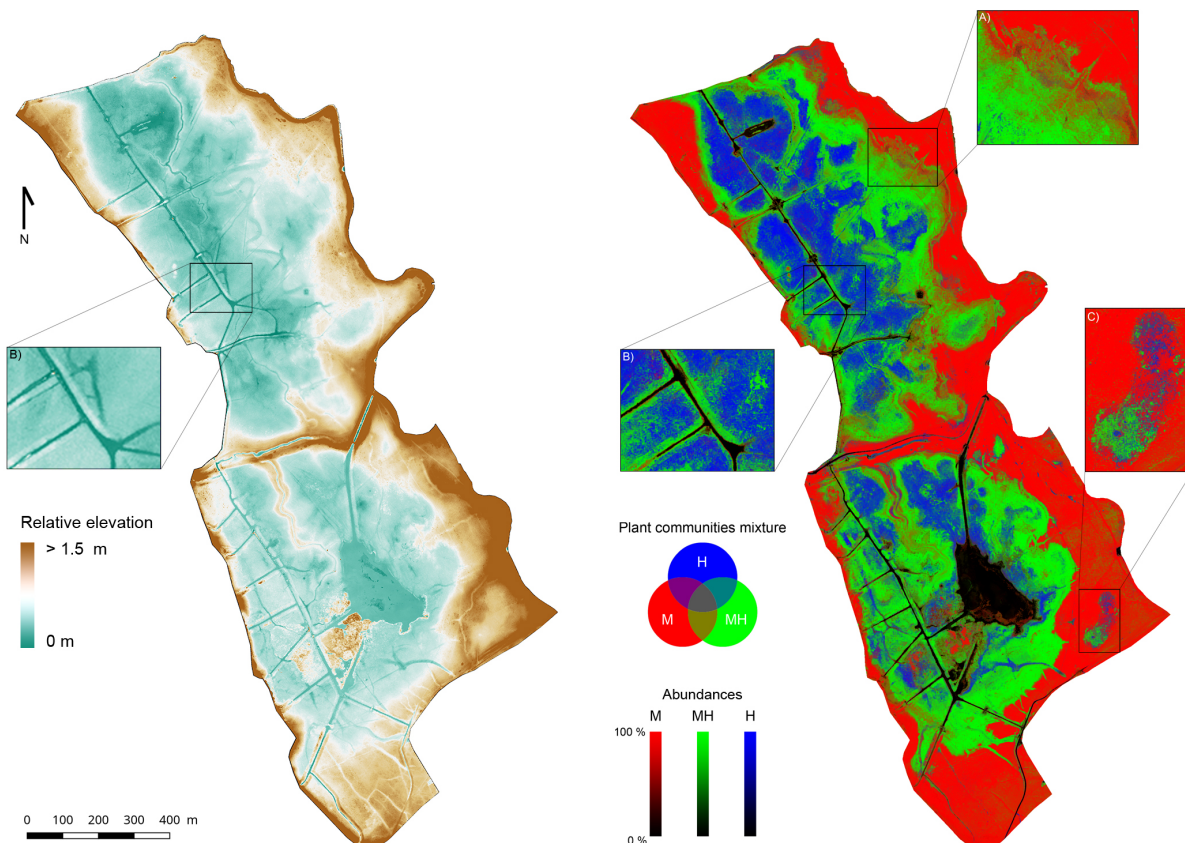 A)
N
B)
C)
B)
Relative elevation
> 1.5 m
0 m
Plant communities mixture
H
M
MH
Abundances
M MH H
100 %
0 %
0 100 200 300 400 m